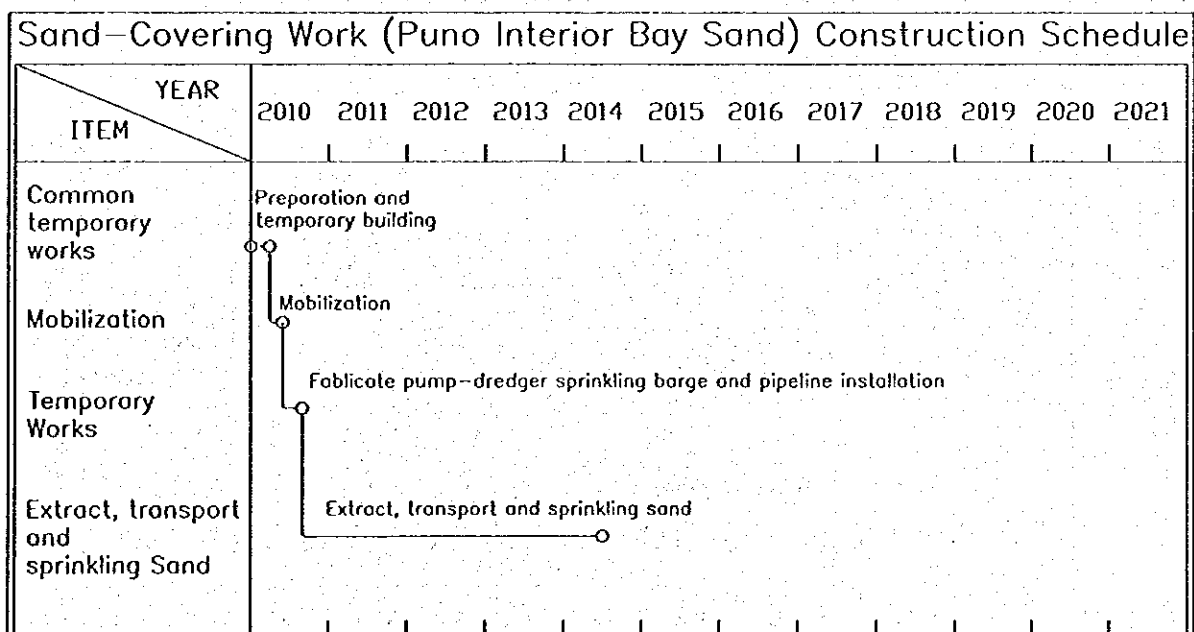 Sand-Covering Work (Puno Interior Bay Sand) Construction Schedule
YEAR
ITEM
2010 2011 2012 2013 2014 2015 2016 2017 2018 2019 2020 2021
Common
temporary
works
Preparation and
temporary building
Mobilization
Mobilization
Temporary
Works
Fablicate pump-dredger sprinkling barge and pipeline installation
Extract, transport
and
sprinkling Sand
Extract, transport and sprinkling sand